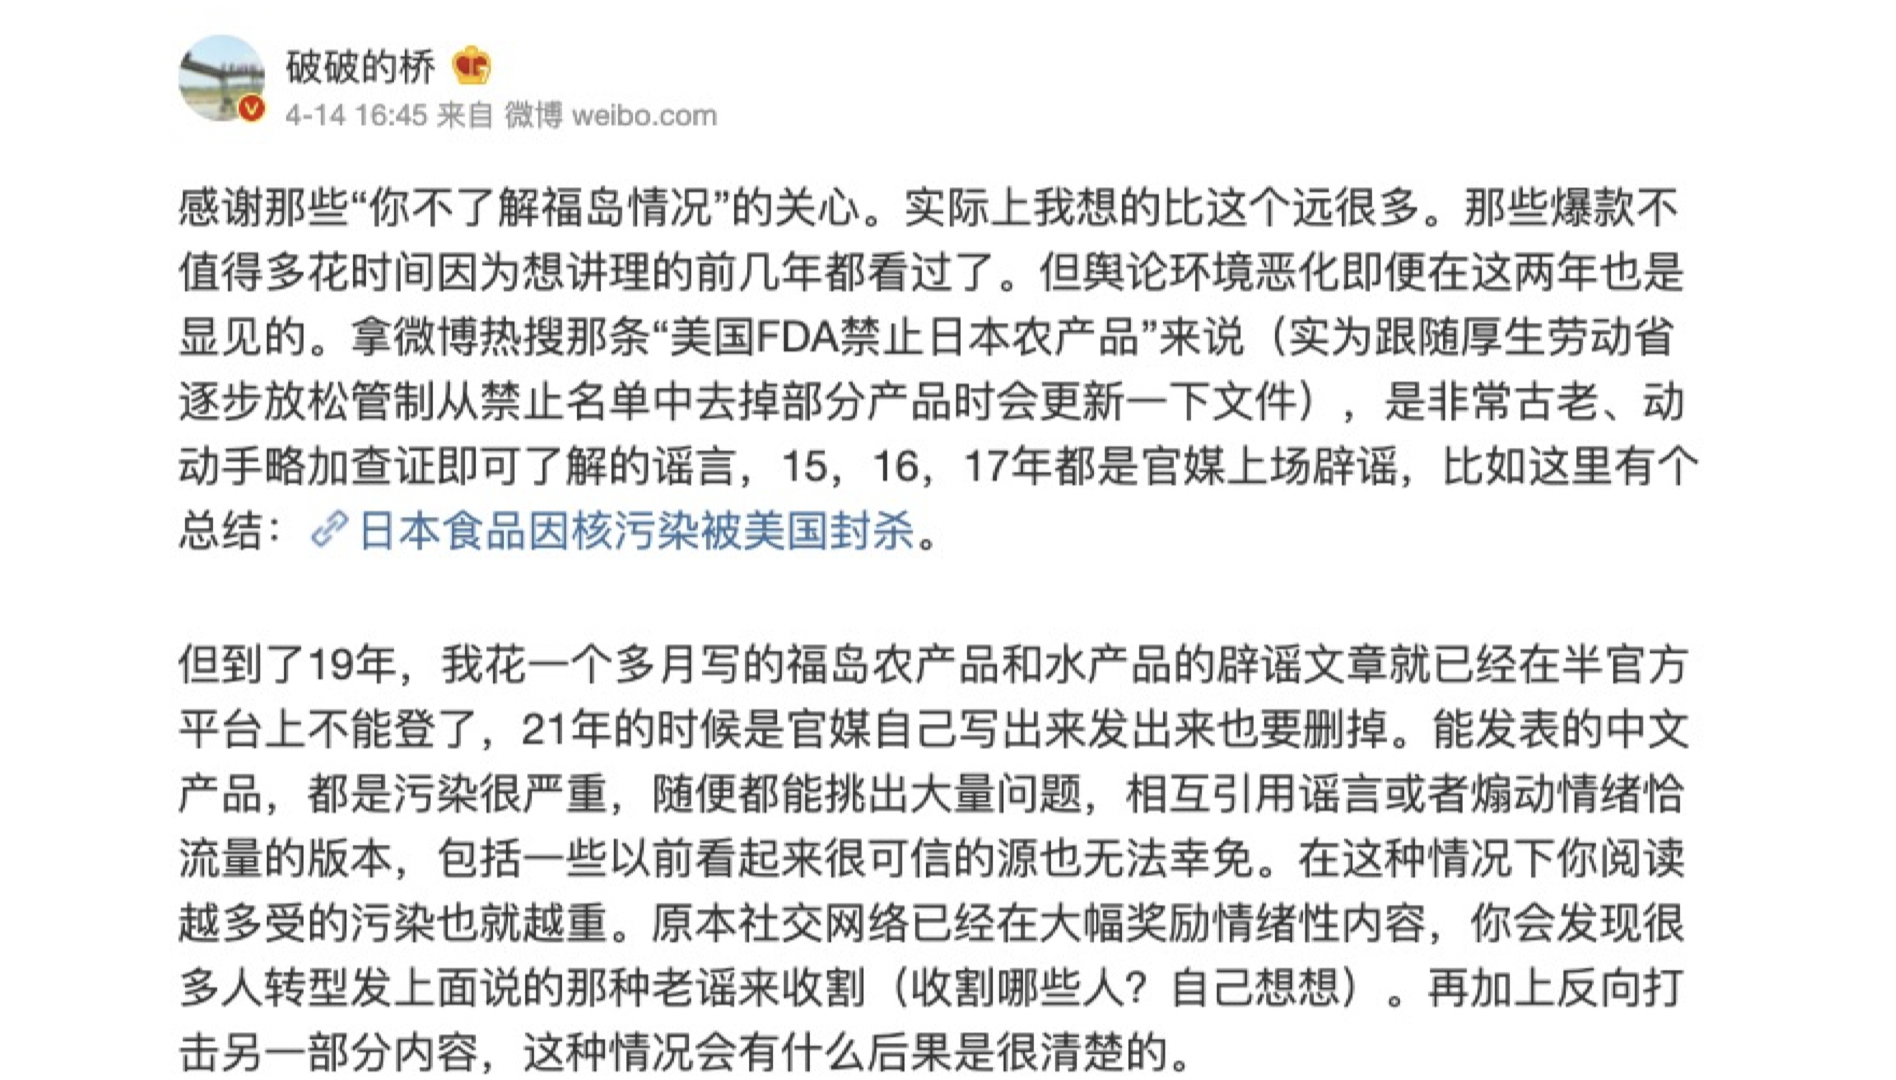 破破的桥
4-14 16:45 来自 微博 weibo.com
感谢那些“你不了解福岛情况”的关心。实际上我想的比这个远很多。那些爆款不
值得多花时间因为想讲理的前几年都看过了。但舆论环境恶化即便在这两年也是
显见的。拿微博热搜那条“美国FDA禁止日本农产品”来说（实为跟随厚生劳动省
逐步放松管制从禁止名单中去掉部分产品时会更新一下文件），是非常古老、动
动手略加查证即可了解的谣言，15，16，17年都是官媒上场辟谣，比如这里有个
总结：日本食品因核污染被美国封杀。
但到了19年，我花一个多月写的福岛农产品和水产品的辟谣文章就已经在半官方
平台上不能登了，21年的时候是官媒自己写出来发出来也要删掉。能发表的中文
产品，都是污染很严重，随便都能挑出大量问题，相互引用谣言或者煽动情绪恰
流量的版本，包括一些以前看起来很可信的源也无法幸免。在这种情况下你阅读
越多受的污染也就越重。原本社交网络已经在大幅奖励情绪性内容，你会发现很
多人转型发上面说的那种老谣来收割（收割哪些人？自己想想）。再加上反向打
击另一部分内容，这种情况会有什么后果是很清楚的。